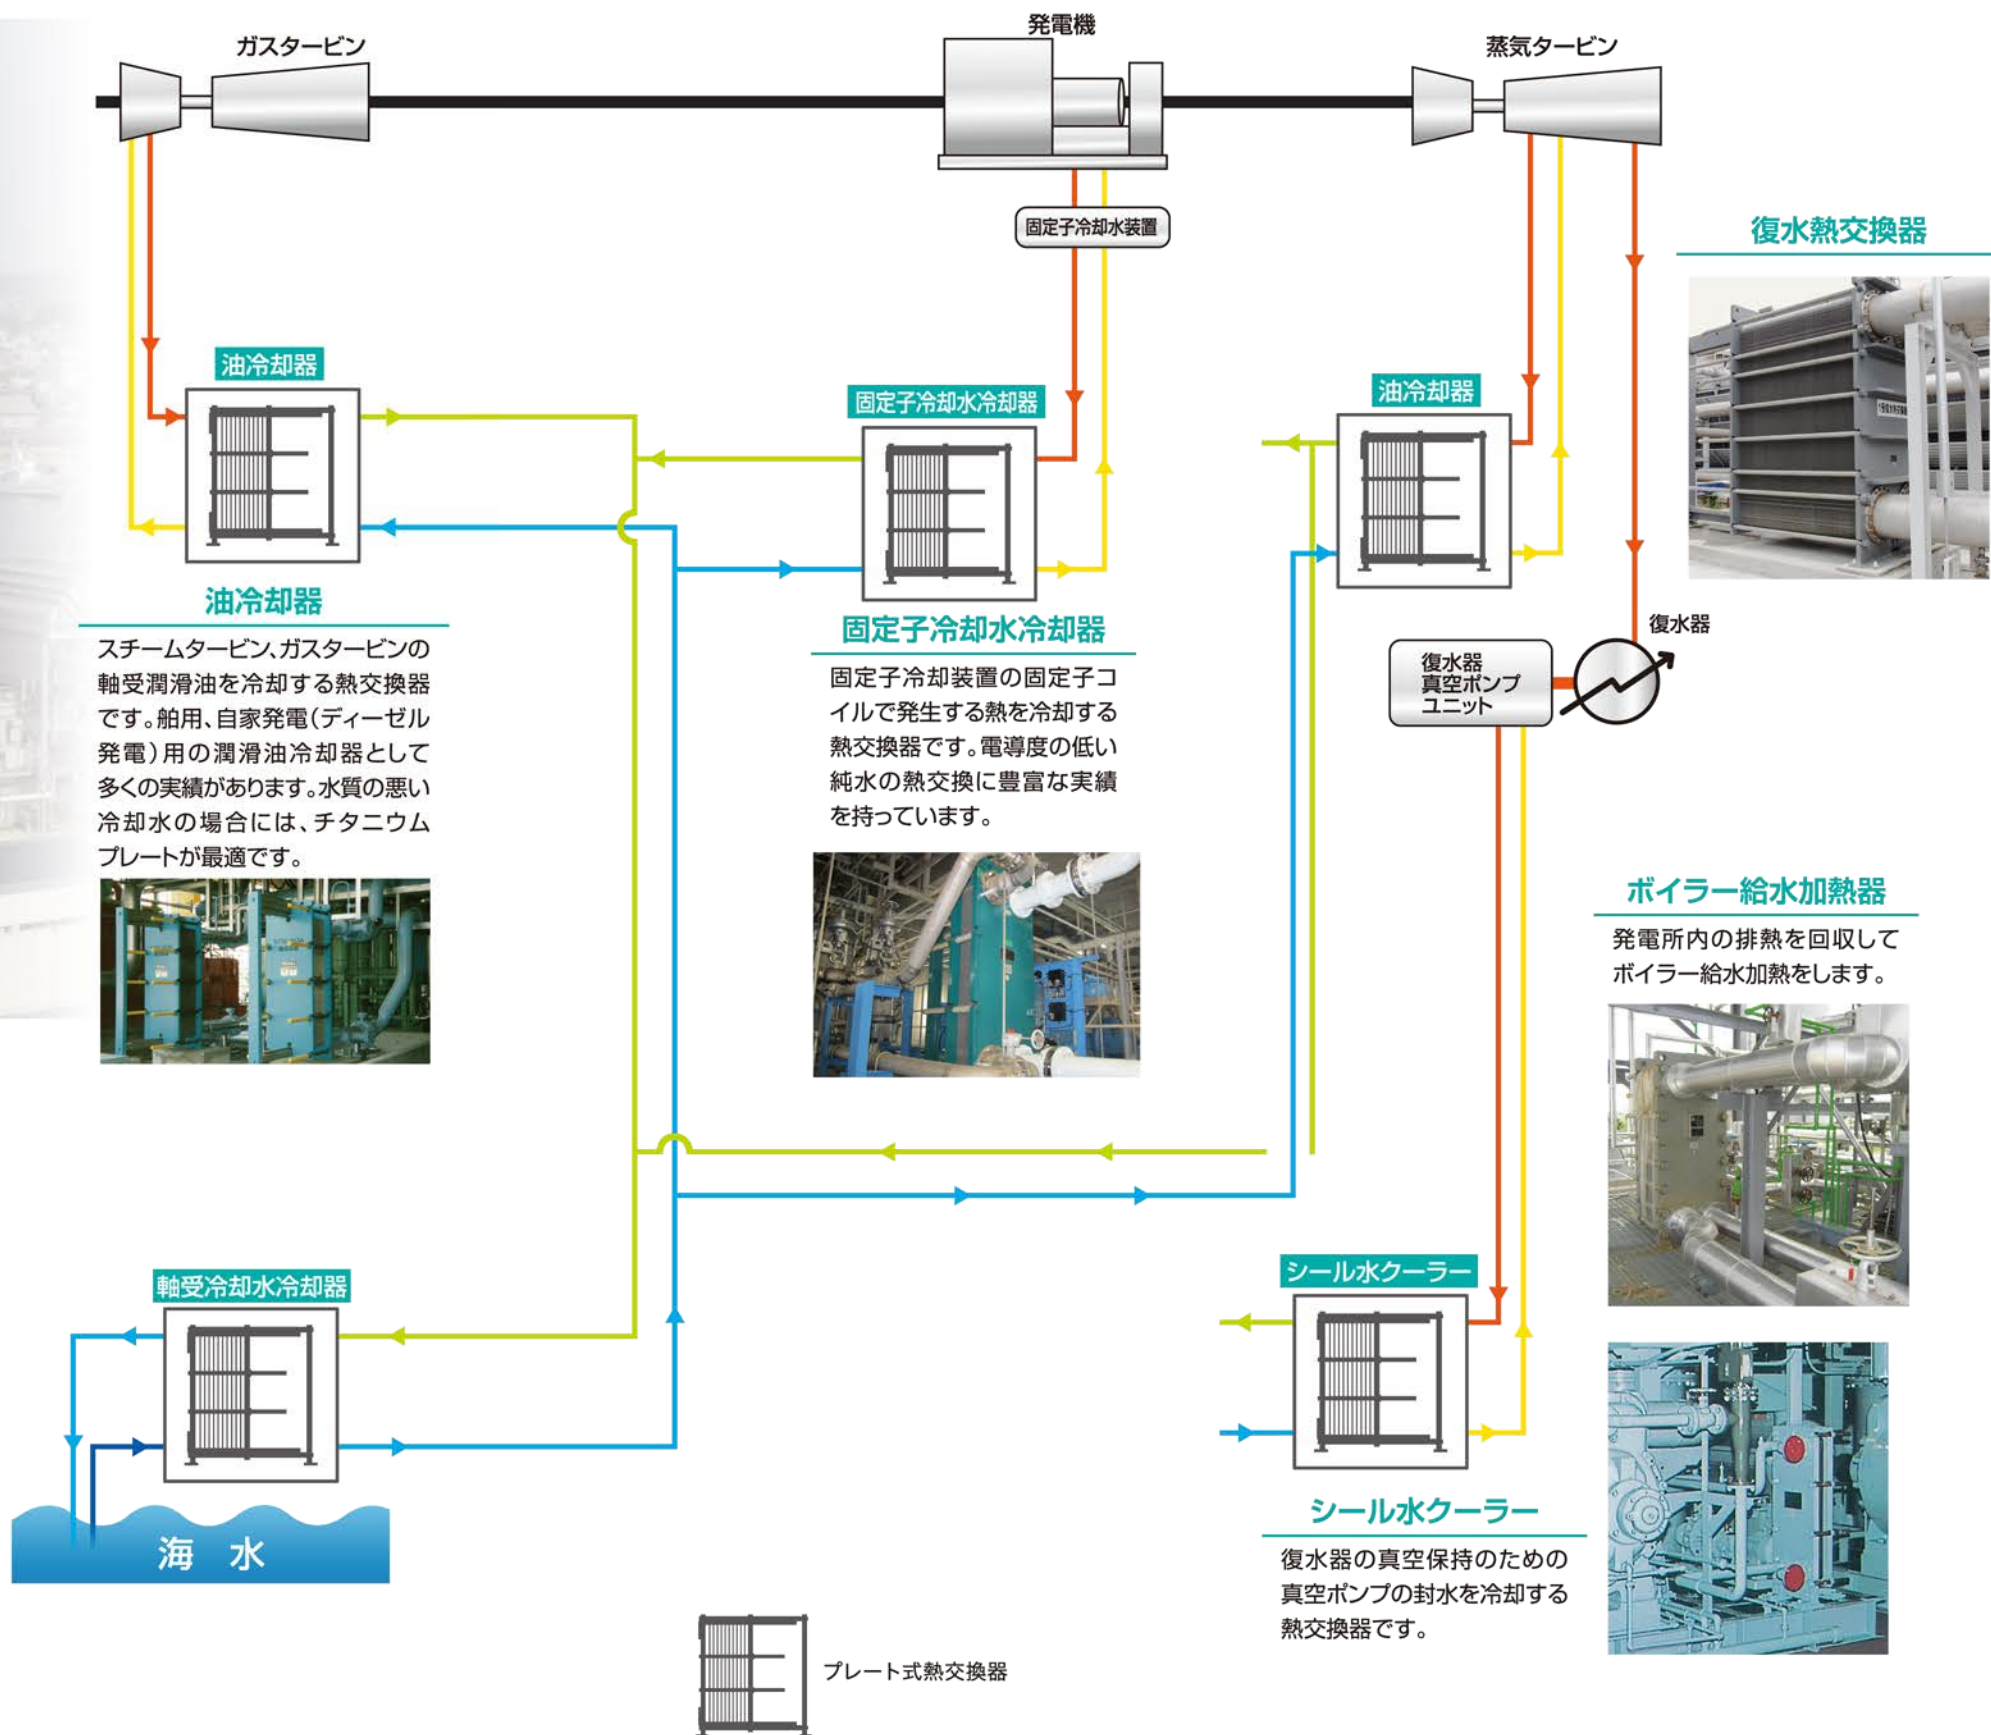 ガスタービン
発電機
蒸気タービン
固定子冷却水装置
復水熱交換器
油冷却器
固定子冷却水冷却器
油冷却器
油冷却器
スチームタービン、ガスタービンの
軸受潤滑油を冷却する熱交換器
です。舶用、自家発電(ディーゼル
発電)用の潤滑油冷却器として
多くの実績があります。水質の悪い
冷却水の場合には、チタニウム
プレートが最適です。
固定子冷却水冷却器
固定子冷却装置の固定子コ
イルで発生する熱を冷却する
熱交換器です。電導度の低い
純水の熱交換に豊富な実績
を持っています。
復水器
復水器
真空ポンプ
ユニット
ボイラー給水加熱器
発電所内の排熱を回収して
ボイラー給水加熱をします。
軸受冷却水冷却器
シール水クーラー
海 水
シール水クーラー
復水器の真空保持のための
真空ポンプの封水を冷却する
熱交換器です。
プレート式熱交換器